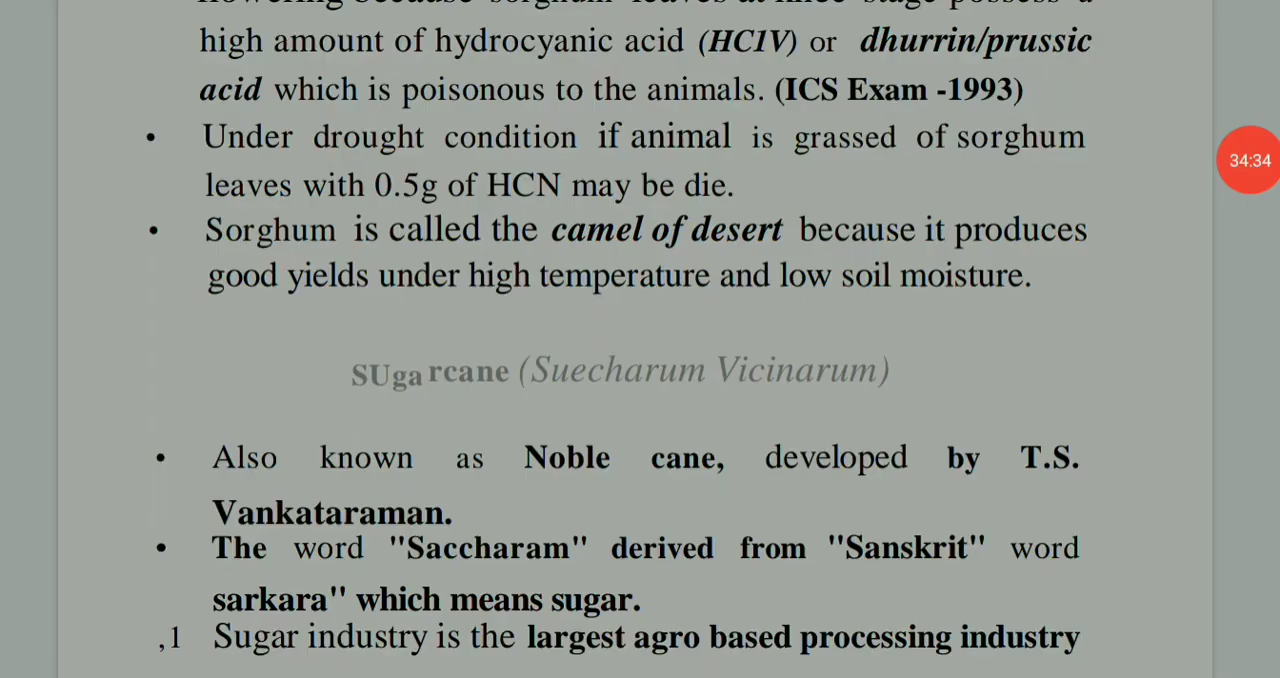 high amount of hydrocyanic acid (HC1V) or dhurrin/prussic
acid which is poisonous to the animals. (ICS Exam -1993)
• Under drought condition if animal is grassed of sorghum
leaves with 0.5g of HCN may be die.
• Sorghum is called the camel of desert because it produces
good yields under high temperature and low soil moisture.
SUgarcane (Suecharum Vicinarum)
• Also known as Noble cane, developed by T.S.
Vankataraman.
• The word "Saccharam" derived from "Sanskrit" word
sarkara" which means sugar.
,1 Sugar industry is the largest agro based processing industry
34:34